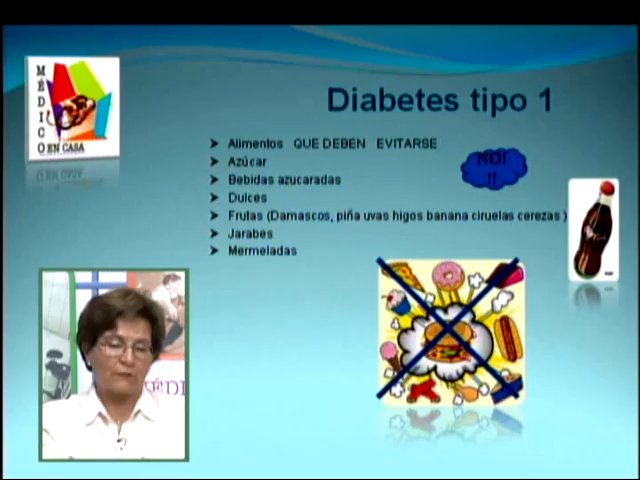 MÉDICO
EN CASA
Diabetes tipo 1
Alimentos QUE DEBEN EVITARSE
Azúcar
Bebidas azucaradas
Dulces
Frutas (Damascos, piña uvas higos banana ciruelas cerezas )
Jarabes
Mermeladas
NO!
!!
ÉDI